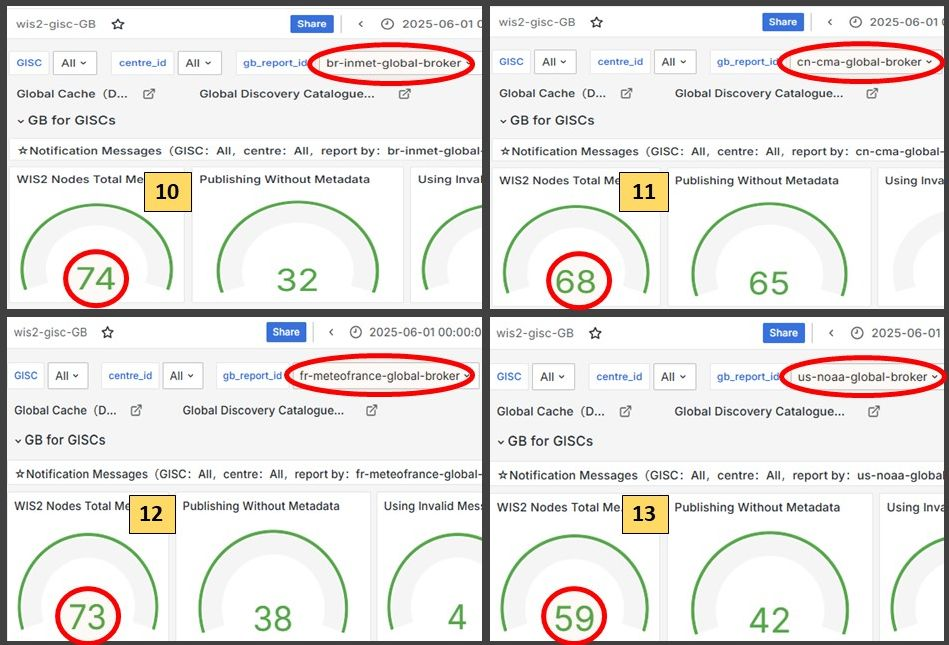 wis2-gisc-GB Share 2025-06-01 0
GISC All centre_id All gb_report_id br-inmet-global-broker
Global Cache (D... Global Discovery Catalogue...
GB for GISCs
☆Notification Messages (GISC: All, centre: All, report by: br-inmet-global-
WIS2 Nodes Total Me 10 Publishing Without Metadata Using Inval
74 32
wis2-gisc-GB Share 2025-06-01 0
GISC All centre_id All gb_report_id cn-cma-global-broker
Global Cache (D... Global Discovery Catalogue...
GB for GISCs
☆Notification Messages (GISC: All, centre: All, report by: cn-cma-global-
WIS2 Nodes Total Me 11 Publishing Without Metadata Using Inva
68 65
wis2-gisc-GB Share 2025-06-01 00:00:0
GISC All centre_id All gb_report_id fr-meteofrance-global-broker
Global Cache (D... Global Discovery Catalogue...
GB for GISCs
☆Notification Messages (GISC: All, centre: All, report by: fr-meteofrance-global-
WIS2 Nodes Total Me 12 Publishing Without Metadata Using Invalid Mes
73 38 4
wis2-gisc-GB Share 2025-06-01
GISC All centre_id All gb_report_id us-noaa-global-broker
Global Cache (D... Global Discovery Catalogue...
GB for GISCs
☆Notification Messages (GISC: All, centre: All, report by: us-noaa-global-
WIS2 Nodes Total Me 13 Publishing Without Metadata Using Inv
59 42